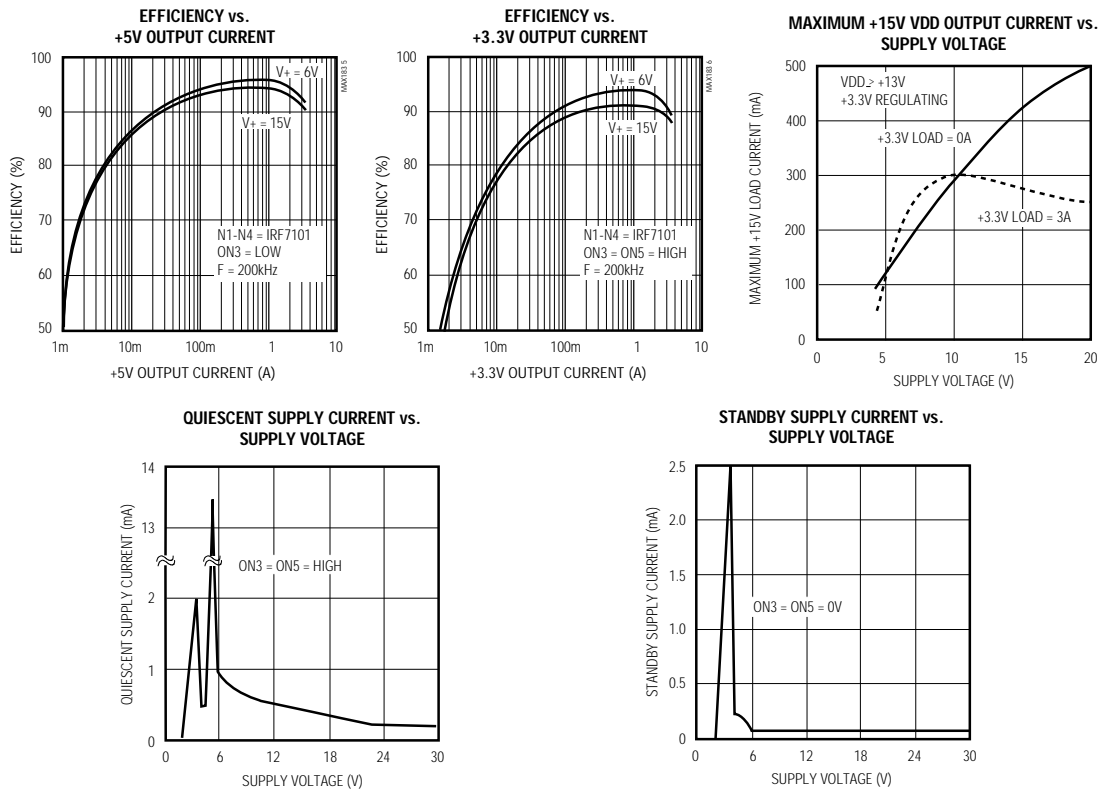 EFFICIENCY vs.
+5V OUTPUT CURRENT
100
90
80
70
60
50
EFFICIENCY (%)
V+ = 6V
V+ = 15V
N1-N4 = IRF7101
ON3 = LOW
F = 200kHz
1m 10m 100m 1 10
+5V OUTPUT CURRENT (A)
EFFICIENCY vs.
+3.3V OUTPUT CURRENT
100
90
80
70
60
50
EFFICIENCY (%)
V+ = 6V
V+ = 15V
N1-N4 = IRF7101
ON3 = ON5 = HIGH
F = 200kHz
1m 10m 100m 1 10
+3.3V OUTPUT CURRENT (A)
MAXIMUM +15V VDD OUTPUT CURRENT vs.
SUPPLY VOLTAGE
500
400
300
200
100
0
MAXIMUM +15V LOAD CURRENT (mA)
VDD > +13V
+3.3V REGULATING
+3.3V LOAD = 0A
+3.3V LOAD = 3A
0 5 10 15 20
SUPPLY VOLTAGE (V)
QUIESCENT SUPPLY CURRENT vs.
SUPPLY VOLTAGE
14
13
2
1
0
QUIESCENT SUPPLY CURRENT (mA)
ON3 = ON5 = HIGH
0 6 12 18 24 30
SUPPLY VOLTAGE (V)
STANDBY SUPPLY CURRENT vs.
SUPPLY VOLTAGE
2.5
2.0
1.5
1.0
0.5
0
STANDBY SUPPLY CURRENT (mA)
ON3 = ON5 = 0V
0 6 12 18 24 30
SUPPLY VOLTAGE (V)